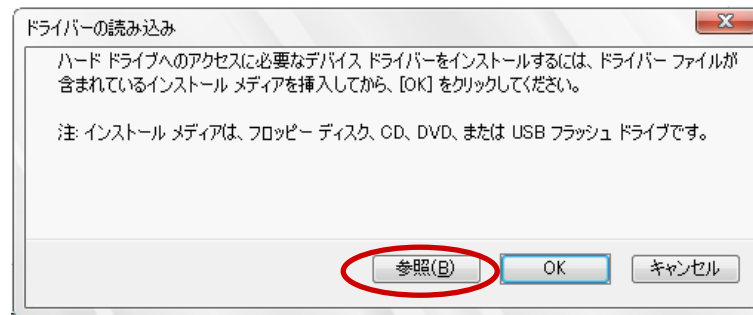 ドライバーの読み込み
ハード ドライブへのアクセスに必要なデバイス ドライバーをインストールするには、ドライバー ファイルが
含まれているインストール メディアを挿入してから、[OK] をクリックしてください。
注: インストール メディアは、フロッピー ディスク、CD、DVD、または USB フラッシュ ドライブです。
参照(B) OK キャンセル